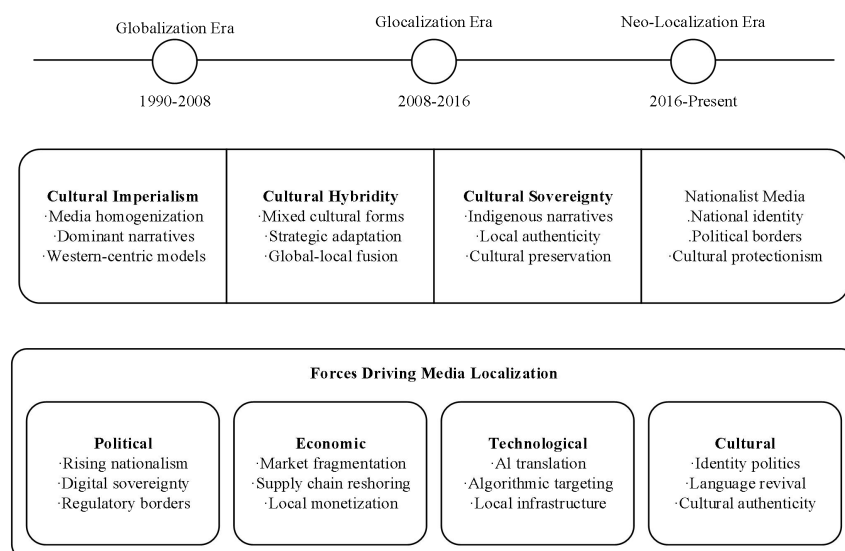 Globalization Era
Glocalization Era
Neo-Localization Era
1990-2008
2008-2016
2016-Present
Cultural Imperialism
·Media homogenization
·Dominant narratives
·Western-centric models
Cultural Hybridity
·Mixed cultural forms
·Strategic adaptation
·Global-local fusion
Cultural Sovereignty
·Indigenous narratives
·Local authenticity
·Cultural preservation
Nationalist Media
.National identity
.Political borders
·Cultural protectionism
Forces Driving Media Localization
Political
·Rising nationalism
·Digital sovereignty
·Regulatory borders
Economic
·Market fragmentation
·Supply chain reshoring
·Local monetization
Technological
·AI translation
·Algorithmic targeting
·Local infrastructure
Cultural
·Identity politics
·Language revival
·Cultural authenticity